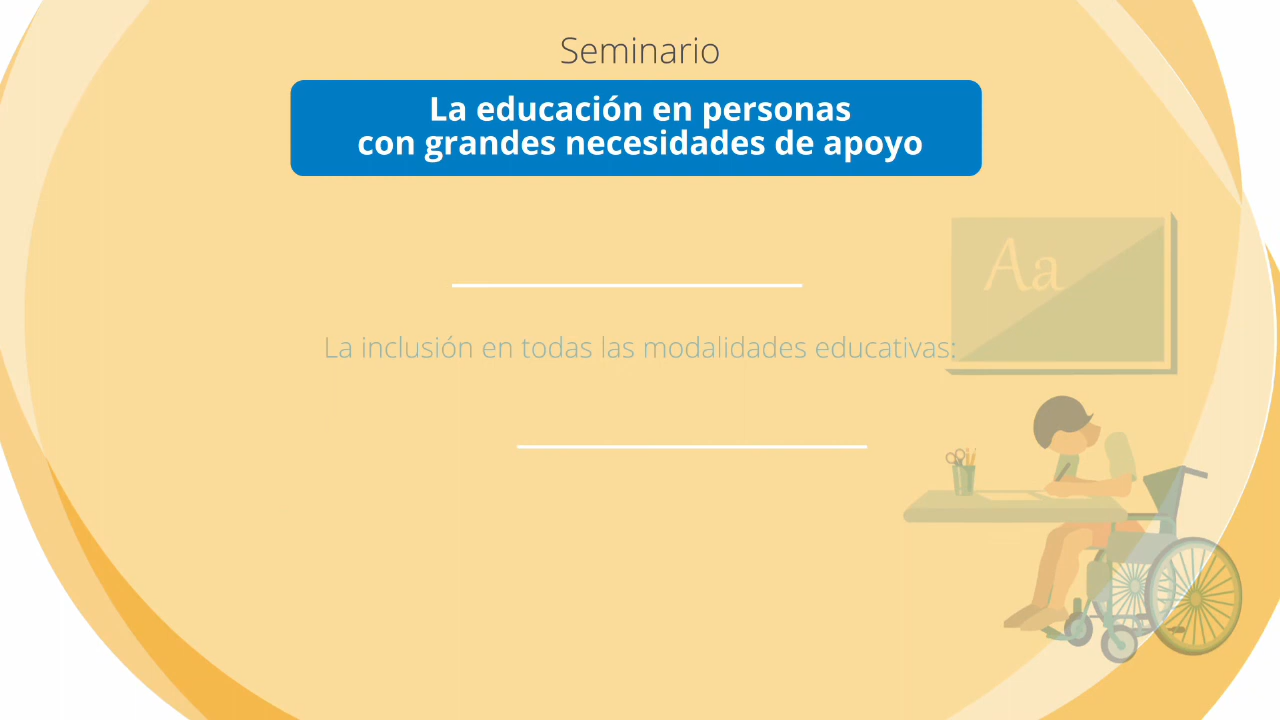 Seminario
La educación en personas
con grandes necesidades de apoyo
Aa
La inclusión en todas las modalidades educativas: